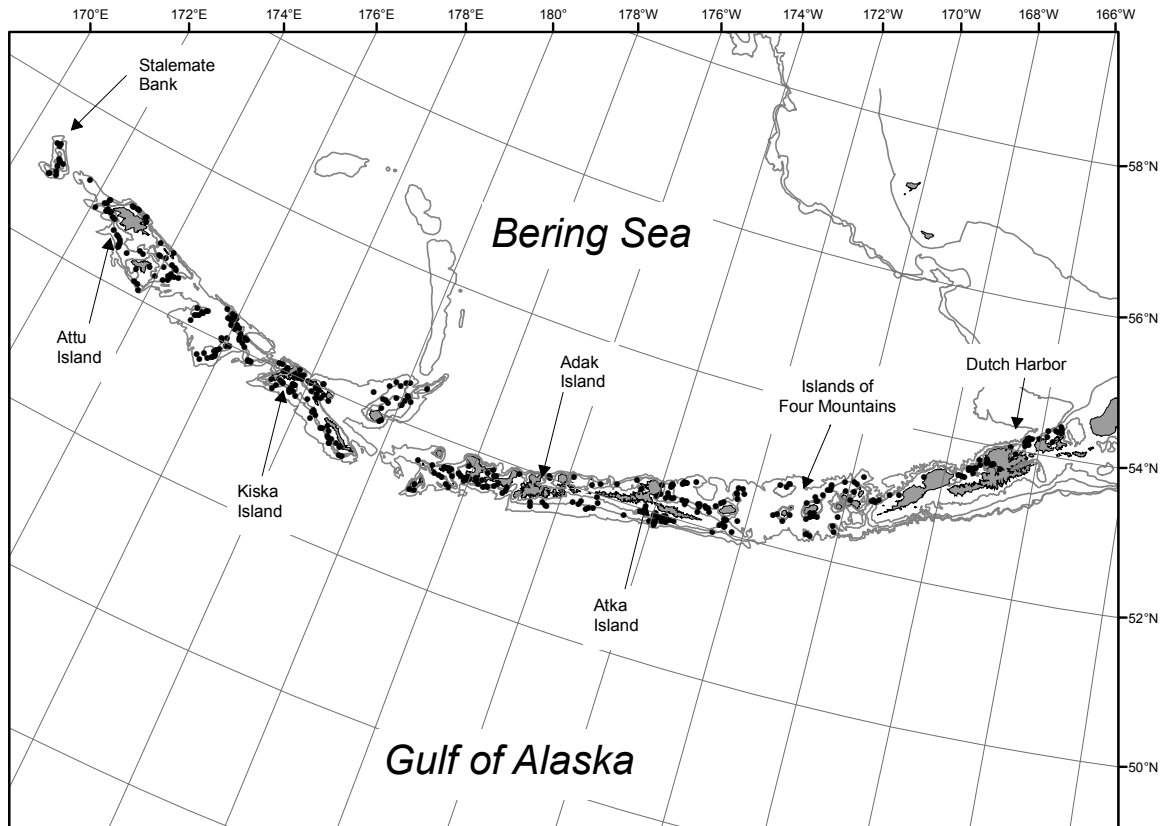 170°E
172°E
174°E
176°E
178°E
180°
178°W
176°W
174°W
172°W
170°W
168°W
166°W
Stalemate
Bank
58°N
Bering Sea
56°N
Attu
Island
Adak
Island
Islands of
Four Mountains
Dutch Harbor
54°N
Kiska
Island
Atka
Island
52°N
Gulf of Alaska
50°N